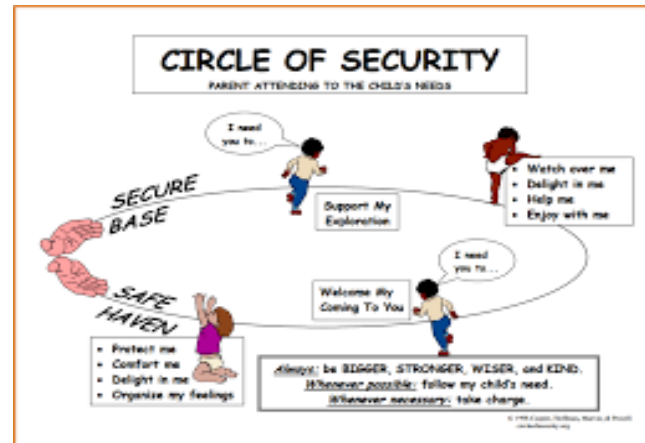 CIRCLE OF SECURITY
PARENT ATTENDING TO THE CHILD'S NEEDS
I need
you to...
SECURE
BASE
Support My
Exploration
• Watch over me
• Delight in me
• Help me
• Enjoy with me
I need
you to...
Welcome My
Coming To You
SAFE
HAVEN
• Protect me
• Comfort me
• Delight in me
• Organize my feelings
Always: be BIGGER, STRONGER, WISER, and KIND.
Whenever possible: follow my child's need.
Whenever necessary: take charge.